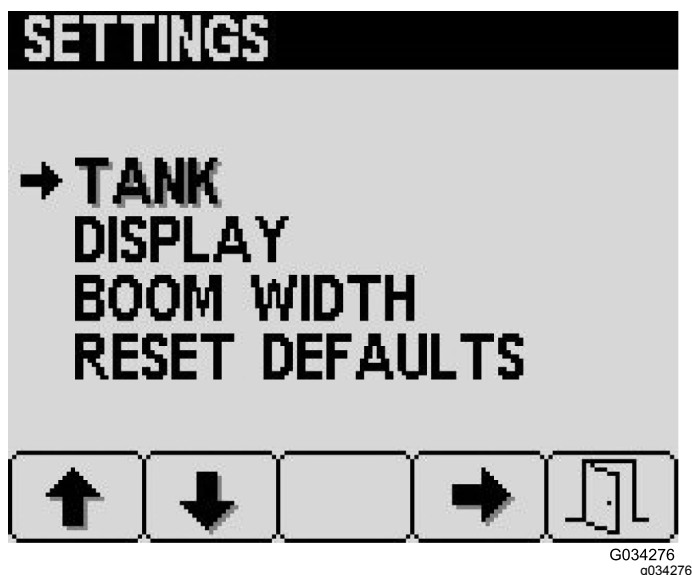 SETTINGS
TANK
DISPLAY
BOOM WIDTH
RESET DEFAULTS
G034276
g034276